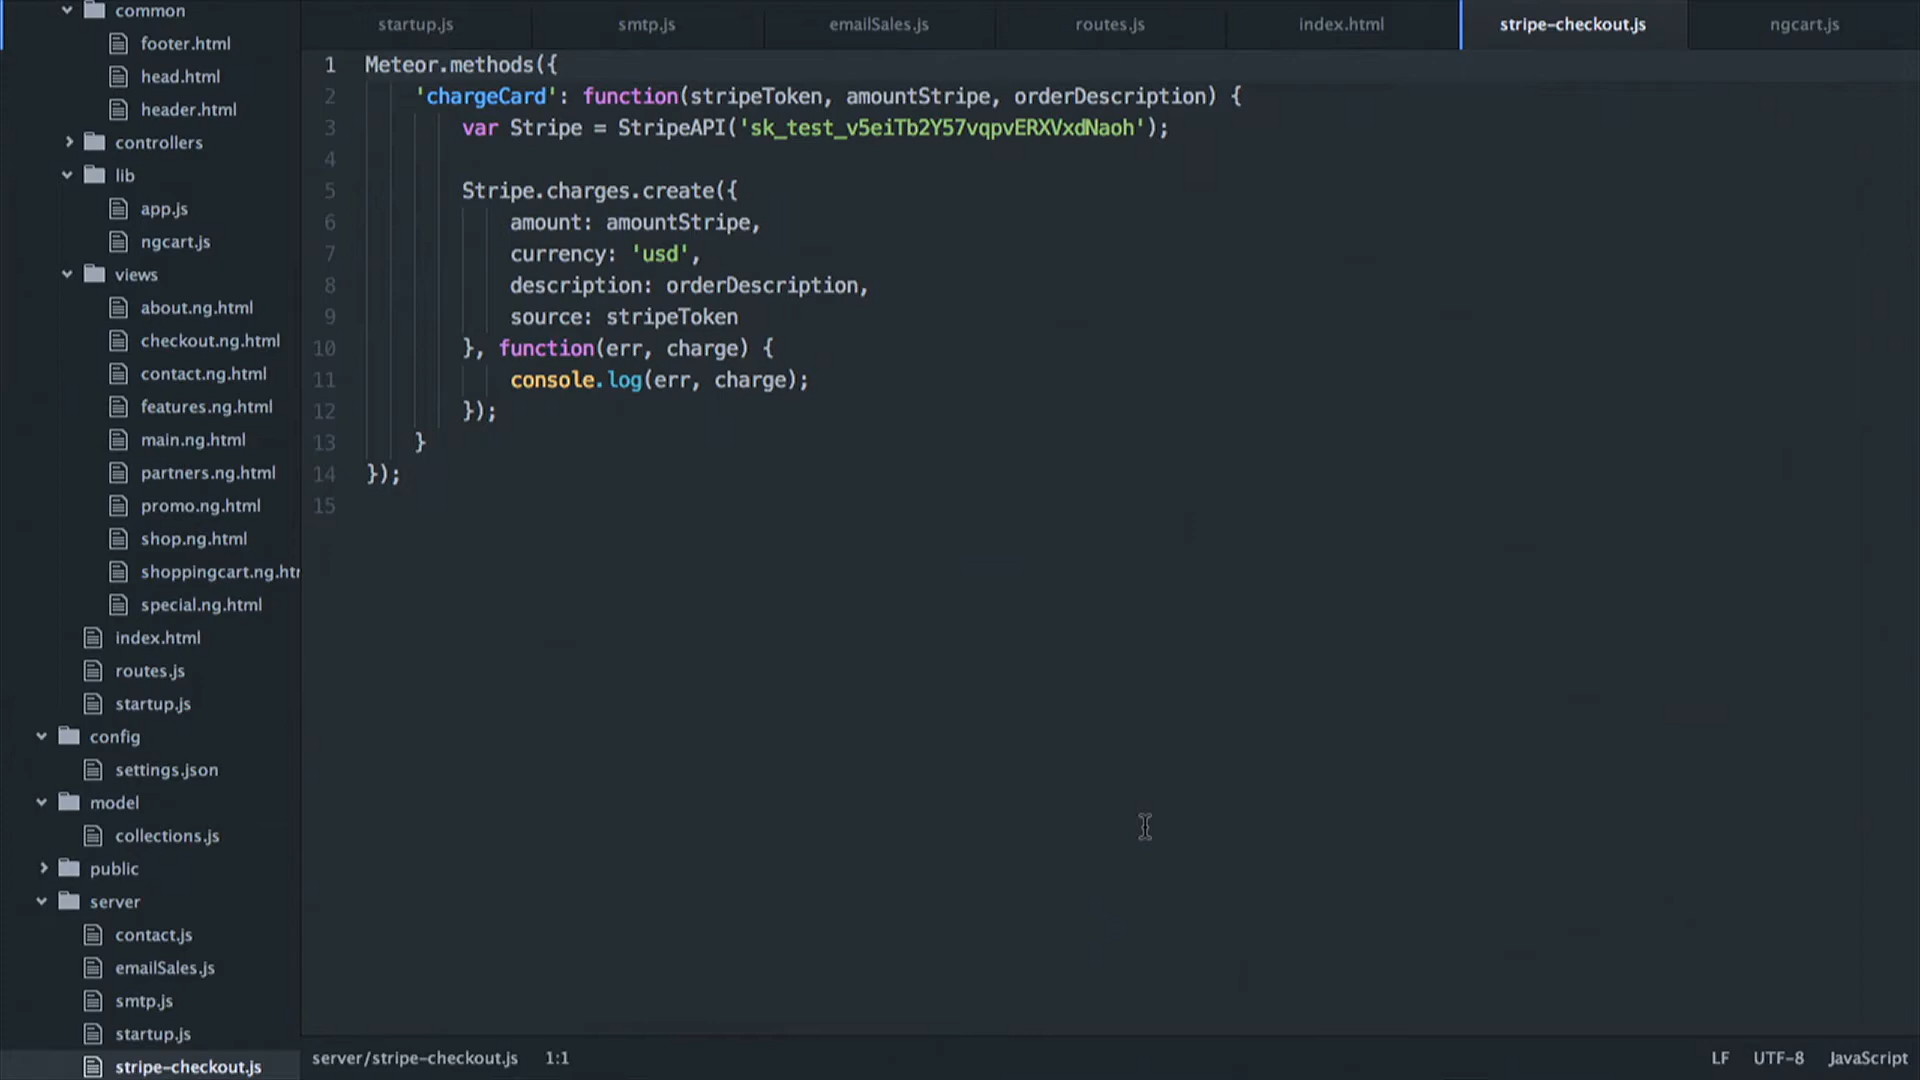 common
footer.html
head.html
header.html
controllers
lib
app.js
ngcart.js
views
about.ng.html
checkout.ng.html
contact.ng.html
features.ng.html
main.ng.html
partners.ng.html
promo.ng.html
shop.ng.html
shoppingcart.ng.htr
special.ng.html
index.html
routes.js
startup.js
config
settings.json
model
collections.js
public
server
contact.js
emailSales.js
smtp.js
startup.js
stripe-checkout.js
startup.js smtp.js emailSales.js routes.js index.html stripe-checkout.js ngcart.js
1 Meteor.methods({
2 'chargeCard': function(stripeToken, amountStripe, orderDescription) {
3 var Stripe = StripeAPI('sk_test_v5eiTb2Y57vqpvERXVxdNaoh');
4
5 Stripe.charges.create({
6 amount: amountStripe,
7 currency: 'usd',
8 description: orderDescription,
9 source: stripeToken
10 }, function(err, charge) {
11 console.log(err, charge);
12 });
13 }
14 });
15
server/stripe-checkout.js 1:1 LF UTF-8 JavaScript